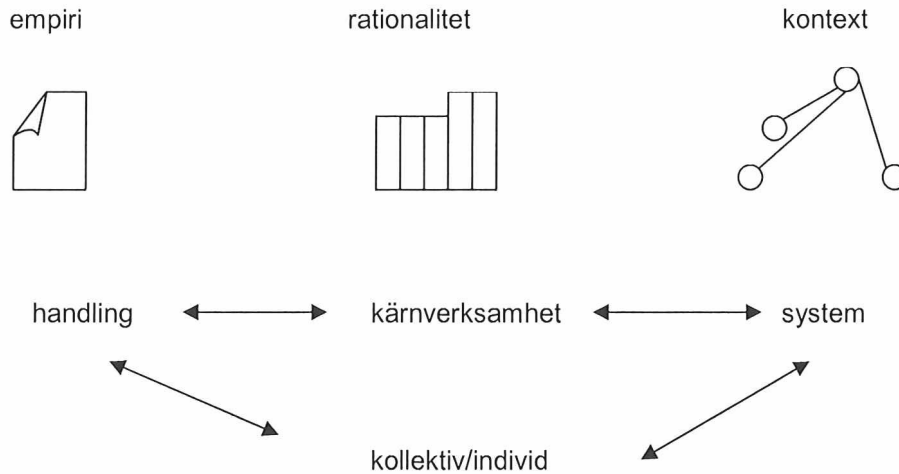 empiri rationalitet kontext
handling kärnverksamhet system
kollektiv/individ